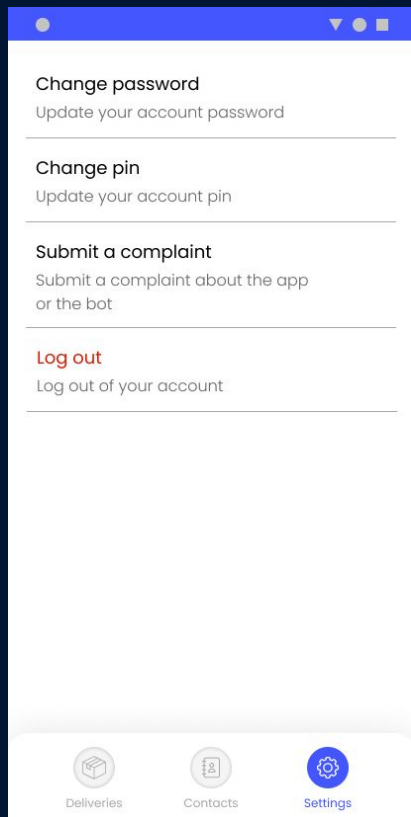 Change password
Update your account password
Change pin
Update your account pin
Submit a complaint
Submit a complaint about the app
or the bot
Log out
Log out of your account
Deliveries
Contacts
Settings